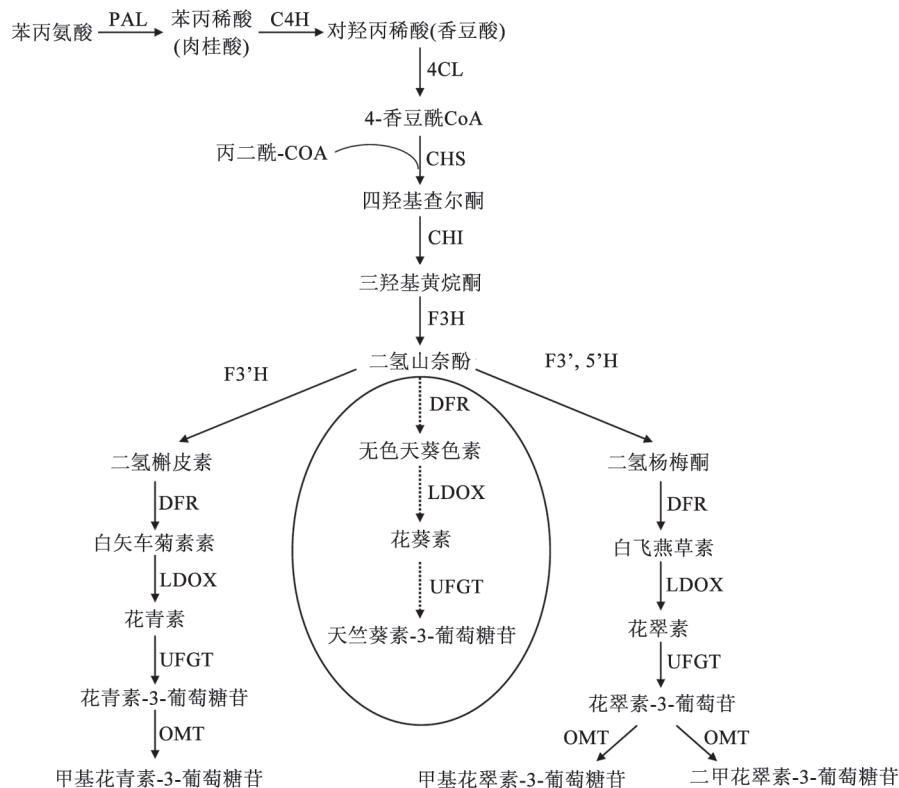 苯丙氨酸
PAL
苯丙稀酸
(肉桂酸)
C4H
对羟丙稀酸(香豆酸)
4CL
4-香豆酰CoA
丙二酰-COA
CHS
四羟基查尔酮
CHI
三羟基黄烷酮
F3H
二氢山奈酚
F3’H
F3’, 5’H
DFR
无色天葵色素
LDOX
花葵素
UFGT
天竺葵素-3-葡萄糖苷
二氢槲皮素
DFR
白矢车菊素素
LDOX
花青素
UFGT
花青素-3-葡萄糖苷
OMT
甲基花青素-3-葡萄糖苷
二氢杨梅酮
DFR
白飞燕草素
LDOX
花翠素
UFGT
花翠素-3-葡萄苷
OMT
OMT
甲基花翠素-3-葡萄糖苷
二甲花翠素-3-葡萄糖苷